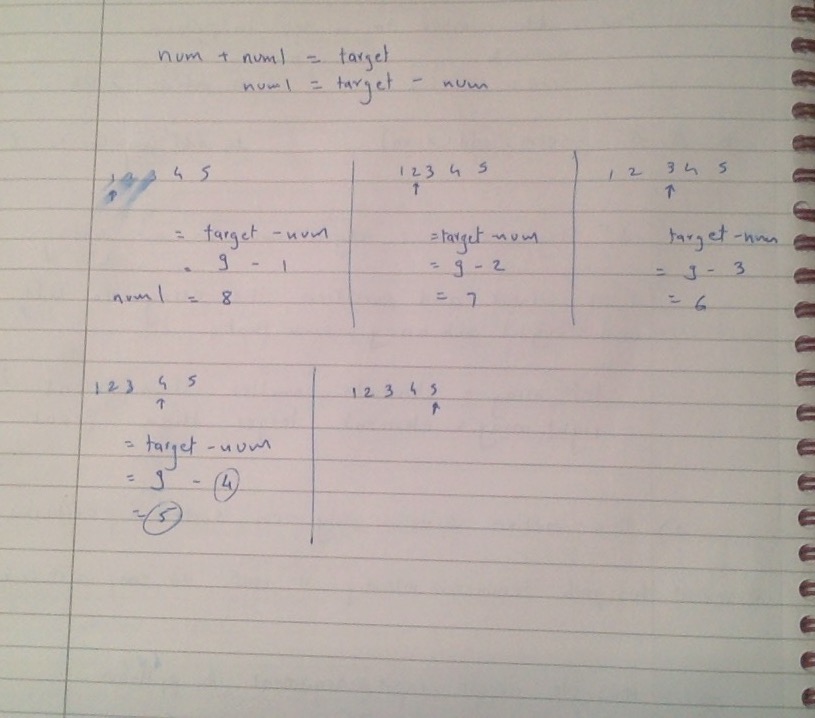 num + num1 = target
num1 = target - num
1 2 3 4 5
↑
= target - num
= 9 - 1
num1 = 8
1 2 3 4 5
↑
= target - num
= 9 - 2
= 7
1 2 3 4 5
↑
target - num
= 9 - 3
= 6
1 2 3 4 5
↑
= target - num
= 9 - 4
= 5
1 2 3 4 5
↑